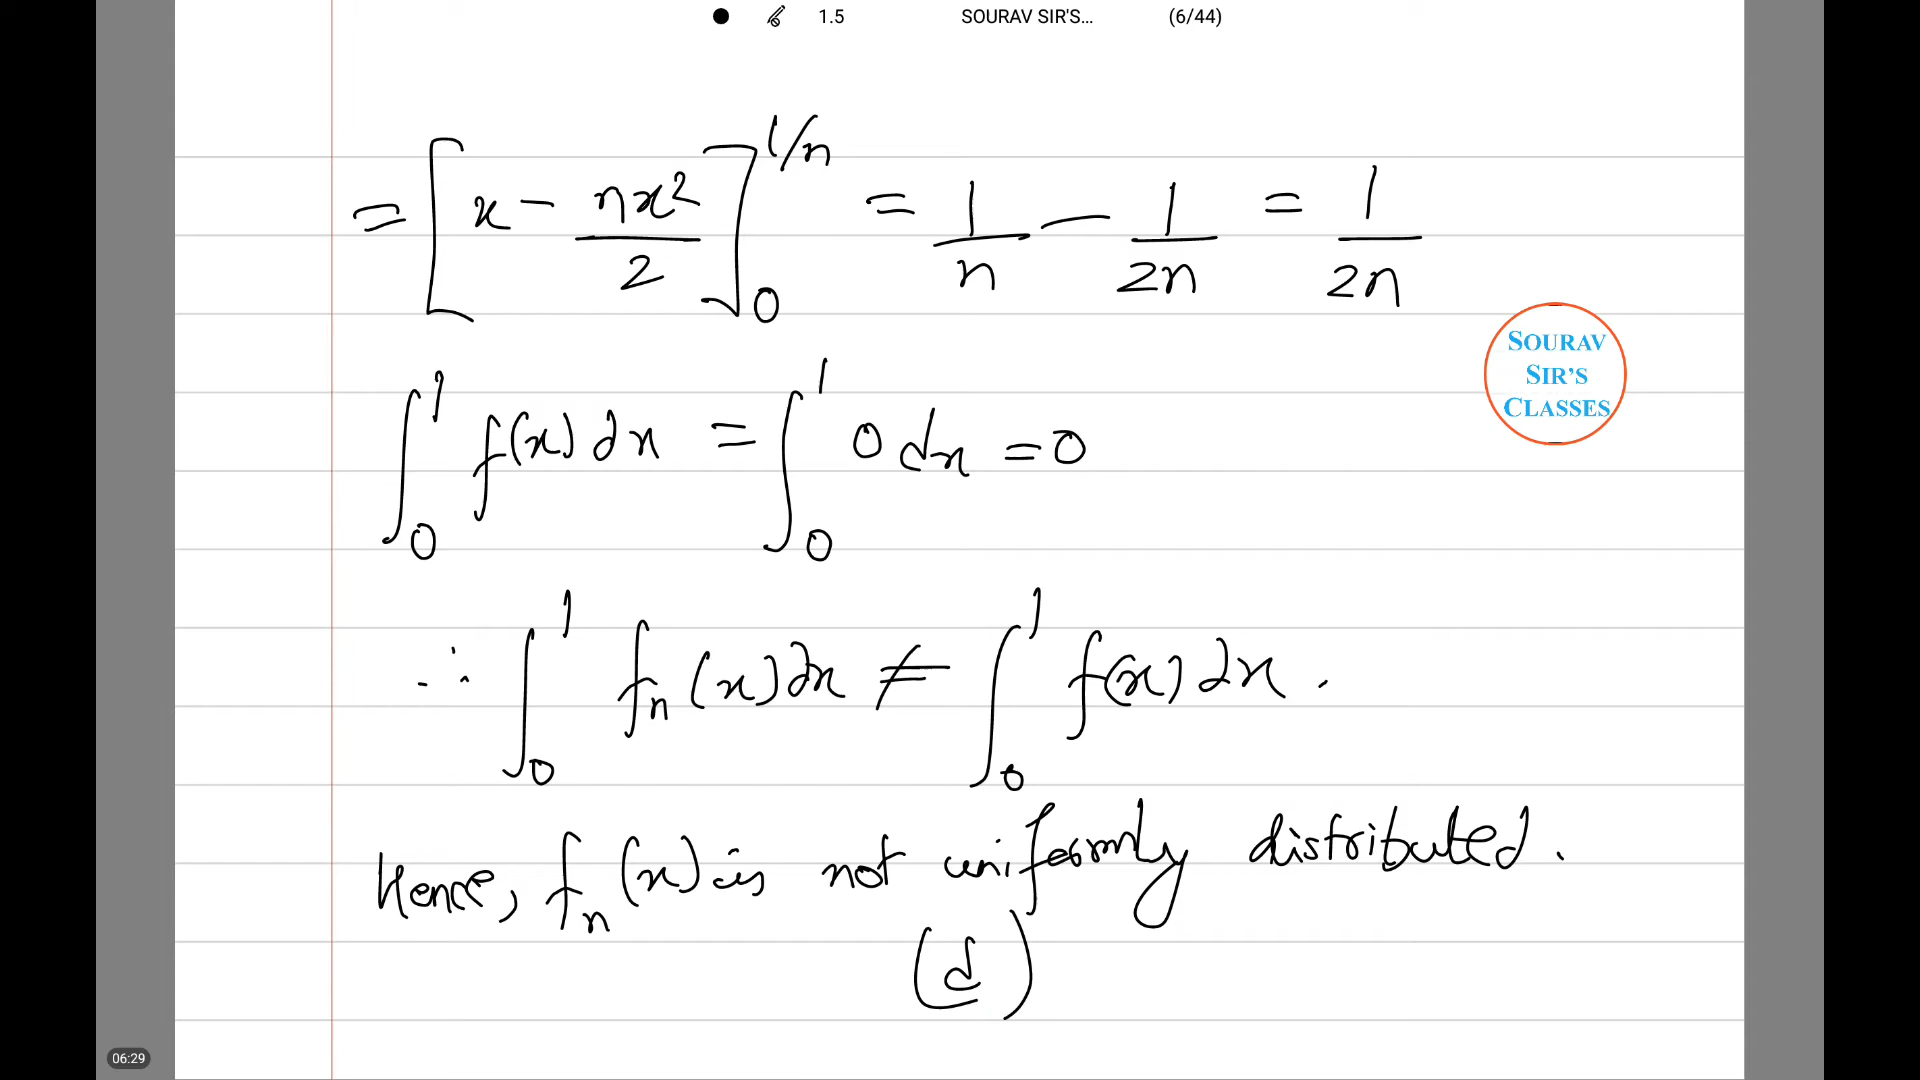 1.5 SOURAV SIR'S... (6/44)
= [x - nx²/2]₀^1/n = 1/n - 1/2n = 1/2n
SOURAV
SIR'S
CLASSES
∫₀¹ f(x) dx = ∫₀¹ 0 dx = 0
∴ ∫₀¹ fₙ(x) dx ≠ ∫₀¹ f(x) dx.
Hence, fₙ(x) is not uniformly distributed.
(d)
06:29